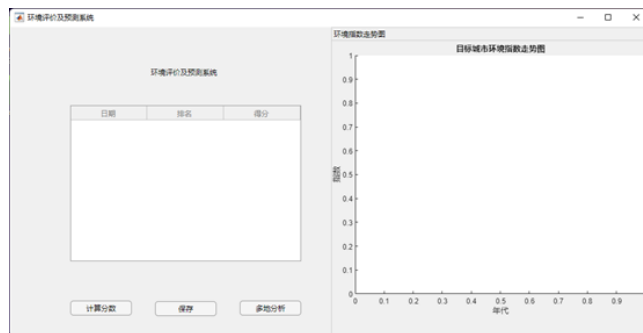 环境评价及预测系统
环境指数走势图
目标城市环境指数走势图
环境评价及预测系统
日期 排名 得分
1
0.9
0.8
0.7
0.6
0.5
0.4
0.3
0.2
0.1
0
指数
0 0.1 0.2 0.3 0.4 0.5 0.6 0.7 0.8 0.9
年代
计算分数 保存 多地分析